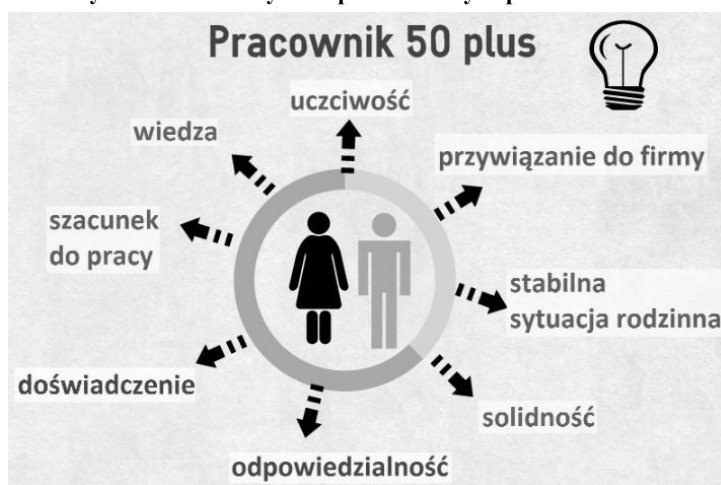 Pracownik 50 plus
uczciwość
wiedza
przywiązanie do firmy
szacunek
do pracy
stabilna
sytuacja rodzinna
doświadczenie
solidność
odpowiedzialność